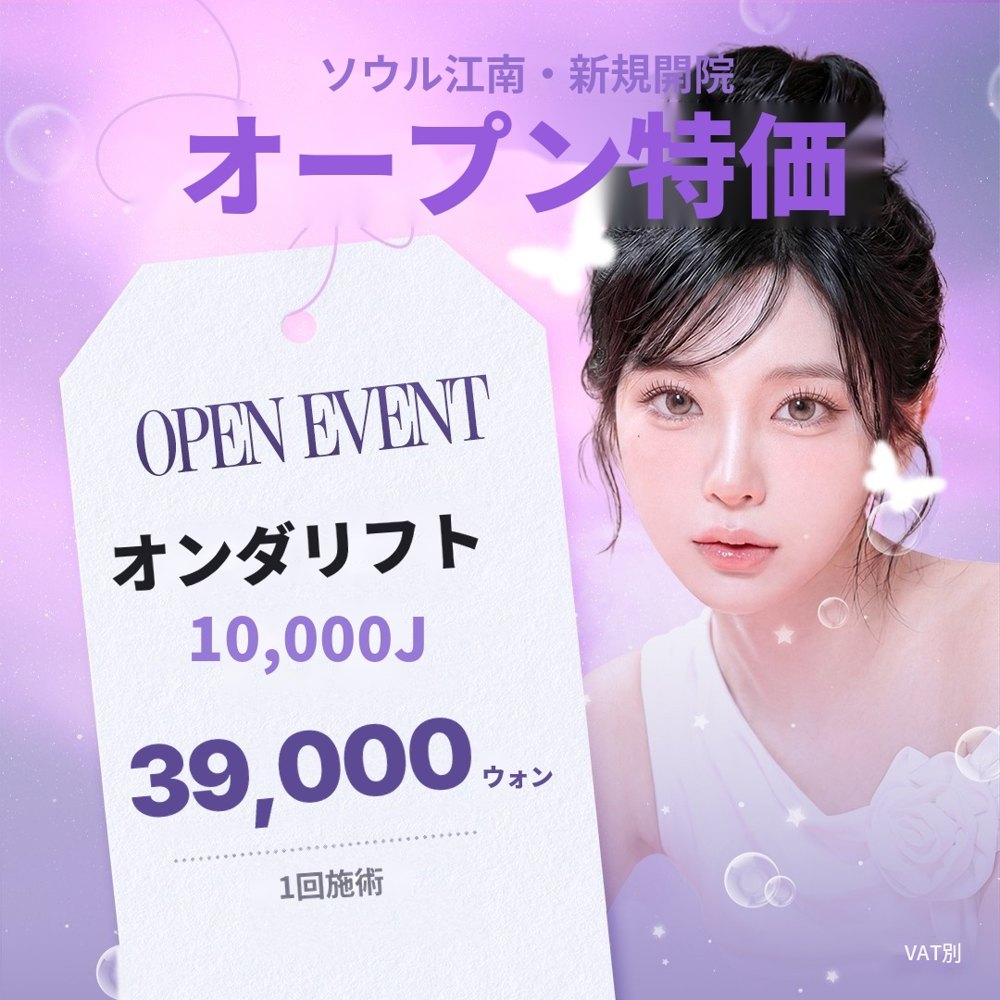 ソウル江南・新規開院
オープン特価
OPEN EVENT
オンダリフト
10,000J
39,000ウォン
1回施術
VAT別